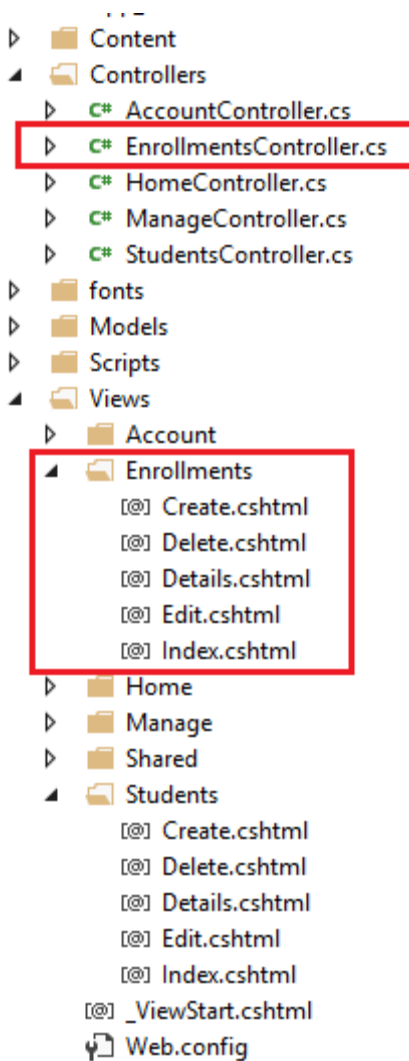 Content
Controllers
C# AccountController.cs
C# EnrollmentsController.cs
C# HomeController.cs
C# ManageController.cs
C# StudentsController.cs
fonts
Models
Scripts
Views
Account
Enrollments
[@] Create.cshtml
[@] Delete.cshtml
[@] Details.cshtml
[@] Edit.cshtml
[@] Index.cshtml
Home
Manage
Shared
Students
[@] Create.cshtml
[@] Delete.cshtml
[@] Details.cshtml
[@] Edit.cshtml
[@] Index.cshtml
[@] _ViewStart.cshtml
Web.config